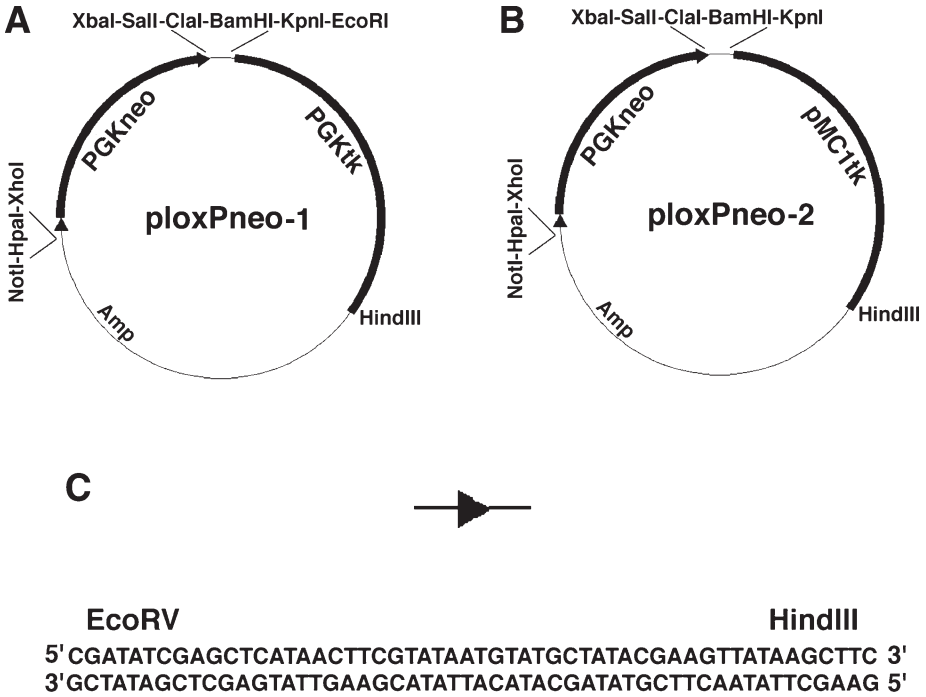 A
XbaI-SalI-ClaI-BamHI-KpnI-EcoRI
PGKneo
PGKtk
NotI-HpaI-XhoI
ploxPneo-1
Amp
HindIII
B
XbaI-SalI-ClaI-BamHI-KpnI
PGKneo
pMC1tk
NotI-HpaI-XhoI
ploxPneo-2
Amp
HindIII
C
EcoRV HindIII
5'CGATATCGAGCTCATAACTTCGTATAATGTATGCTATACGAAGTTATAAGCTTC 3'
3'GCTATAGCTCGAGTATTGAAGCATATTACATACGATATGCTTCAATATTCGAAG 5'